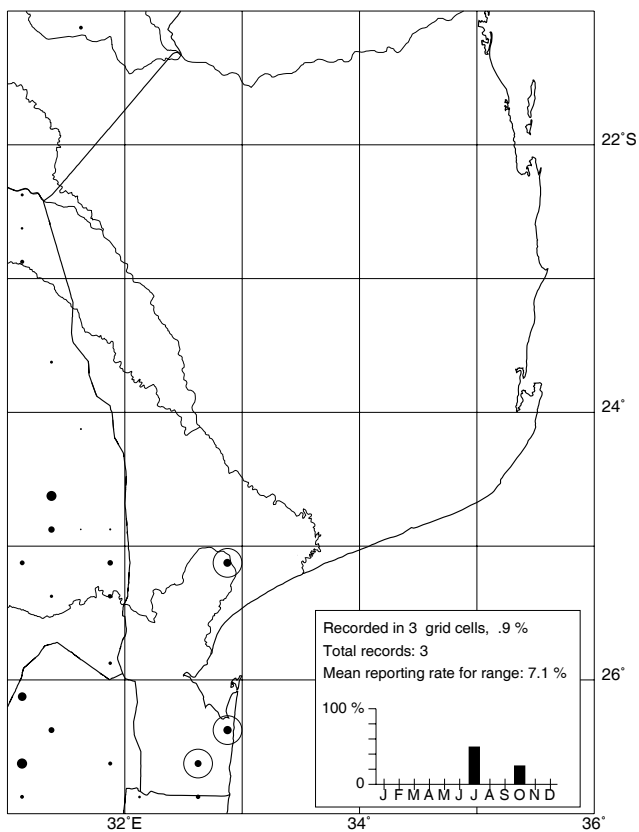 22°S
24°
Recorded in 3 grid cells, .9 %
Total records: 3
Mean reporting rate for range: 7.1 %
26°
100 %
0
J F M A M J J A S O N D
32°E
34°
36°